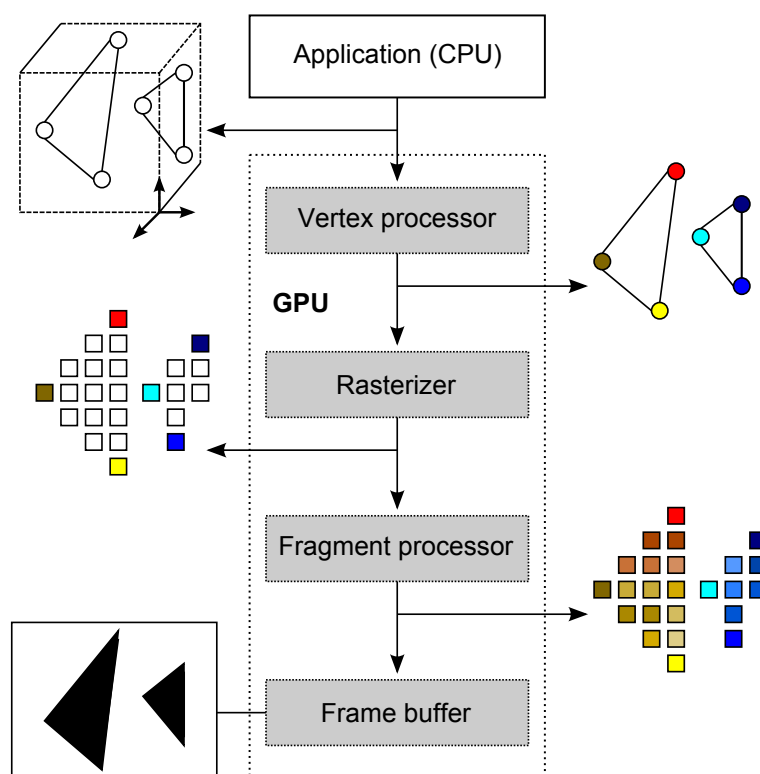 Application (CPU)
Vertex processor
GPU
Rasterizer
Fragment processor
Frame buffer